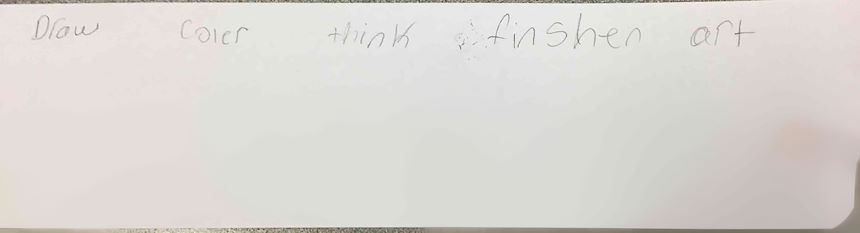 Draw coler think finshen art